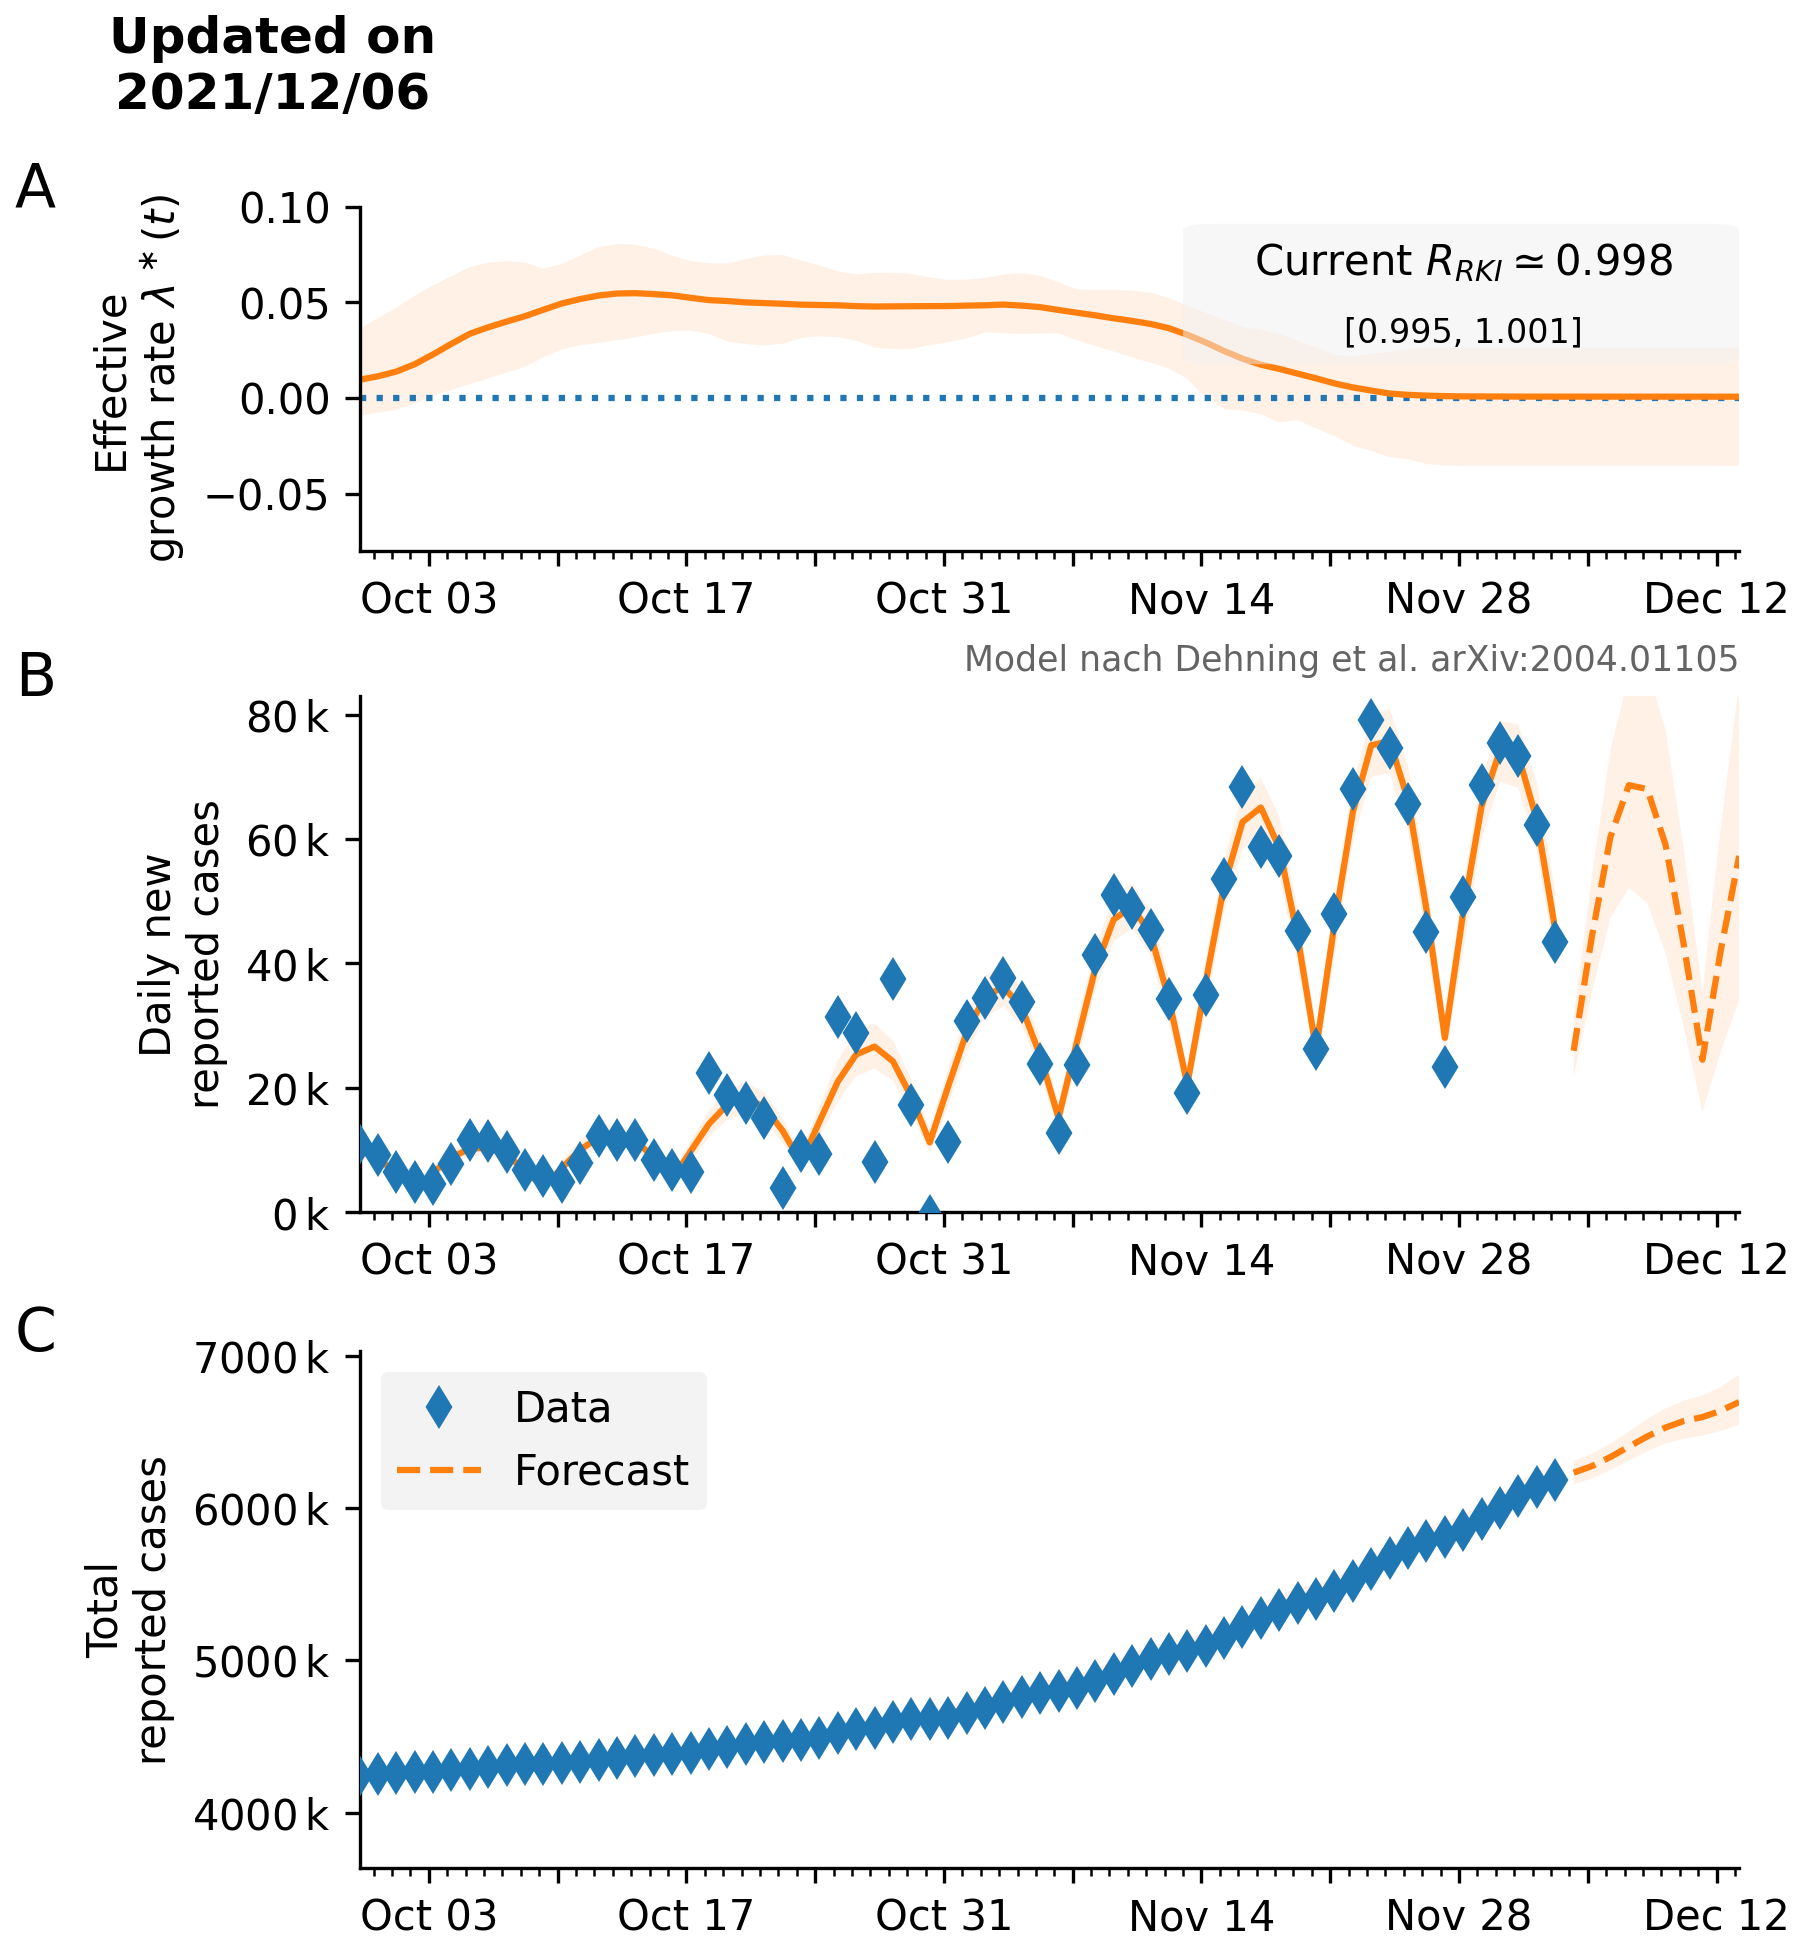 Updated on
2021/12/06
A
Effective
growth rate λ * (t)
0.10
0.05
0.00
−0.05
Current R_RKI ≃ 0.998
[0.995, 1.001]
Oct 03
Oct 17
Oct 31
Nov 14
Nov 28
Dec 12
Model nach Dehning et al. arXiv:2004.01105
B
Daily new
reported cases
80 k
60 k
40 k
20 k
0 k
Oct 03
Oct 17
Oct 31
Nov 14
Nov 28
Dec 12
C
Total
reported cases
7000 k
6000 k
5000 k
4000 k
Data
Forecast
Oct 03
Oct 17
Oct 31
Nov 14
Nov 28
Dec 12